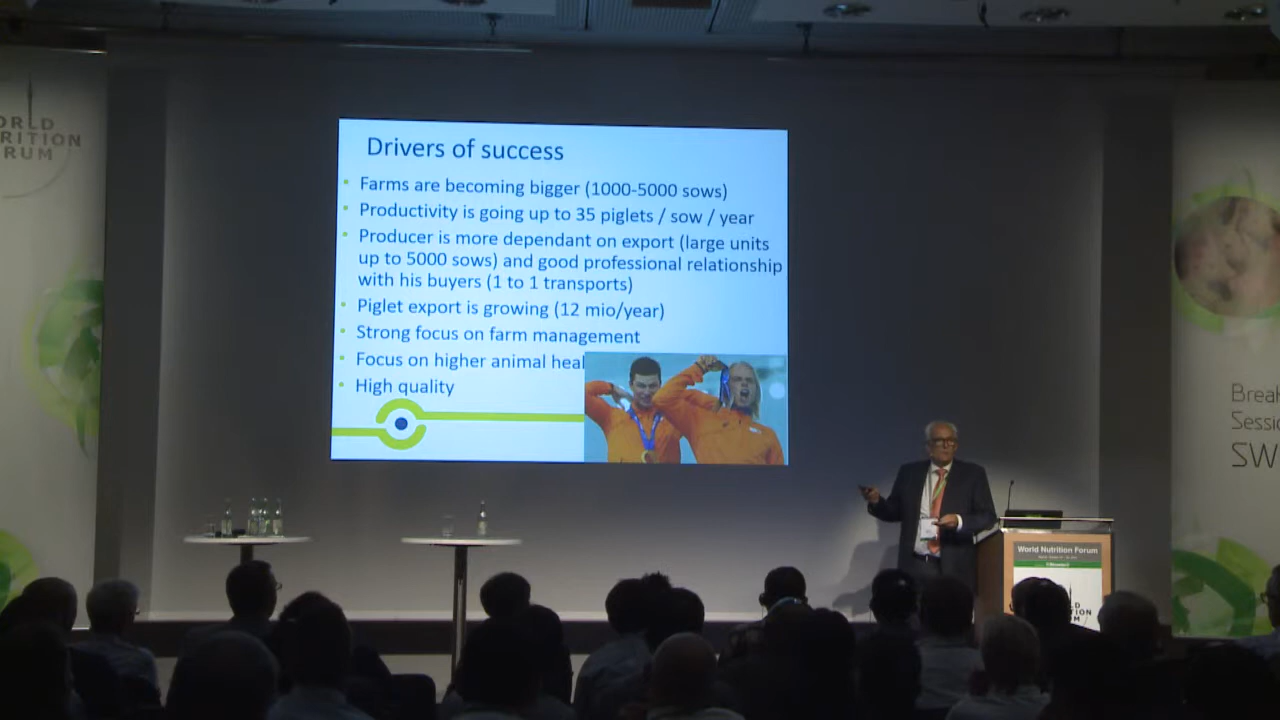 ORLD
RITION
RUM
Drivers of success
• Farms are becoming bigger (1000-5000 sows)
• Productivity is going up to 35 piglets / sow / year
• Producer is more dependant on export (large units
up to 5000 sows) and good professional relationship
with his buyers (1 to 1 transports)
• Piglet export is growing (12 mio/year)
• Strong focus on farm management
• Focus on higher animal heal
• High quality
Break
Sessio
SW
World Nutrition Forum